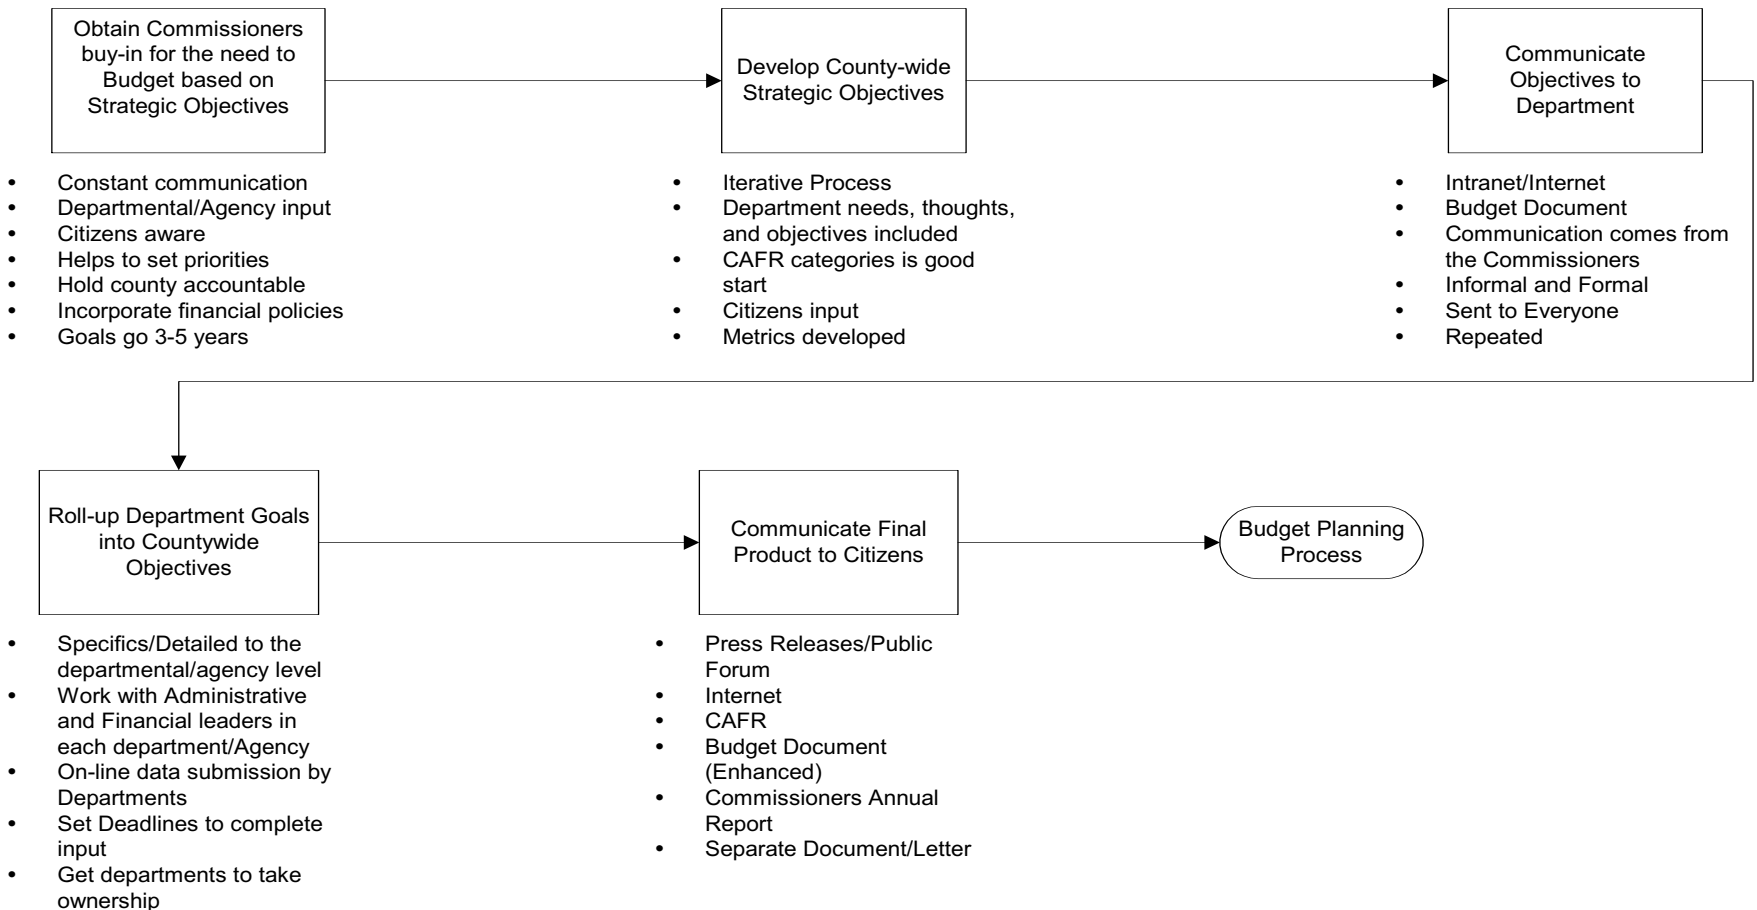 Obtain Commissioners
buy-in for the need to
Budget based on
Strategic Objectives
• Constant communication
• Departmental/Agency input
• Citizens aware
• Helps to set priorities
• Hold county accountable
• Incorporate financial policies
• Goals go 3-5 years
Develop County-wide
Strategic Objectives
• Iterative Process
• Department needs, thoughts,
and objectives included
• CAFR categories is good
start
• Citizens input
• Metrics developed
Communicate
Objectives to
Department
• Intranet/Internet
• Budget Document
• Communication comes from
the Commissioners
• Informal and Formal
• Sent to Everyone
• Repeated
Roll-up Department Goals
into Countywide
Objectives
• Specifics/Detailed to the
departmental/agency level
• Work with Administrative
and Financial leaders in
each department/Agency
• On-line data submission by
Departments
• Set Deadlines to complete
input
• Get departments to take
ownership
Communicate Final
Product to Citizens
• Press Releases/Public
Forum
• Internet
• CAFR
• Budget Document
(Enhanced)
• Commissioners Annual
Report
• Separate Document/Letter
Budget Planning
Process